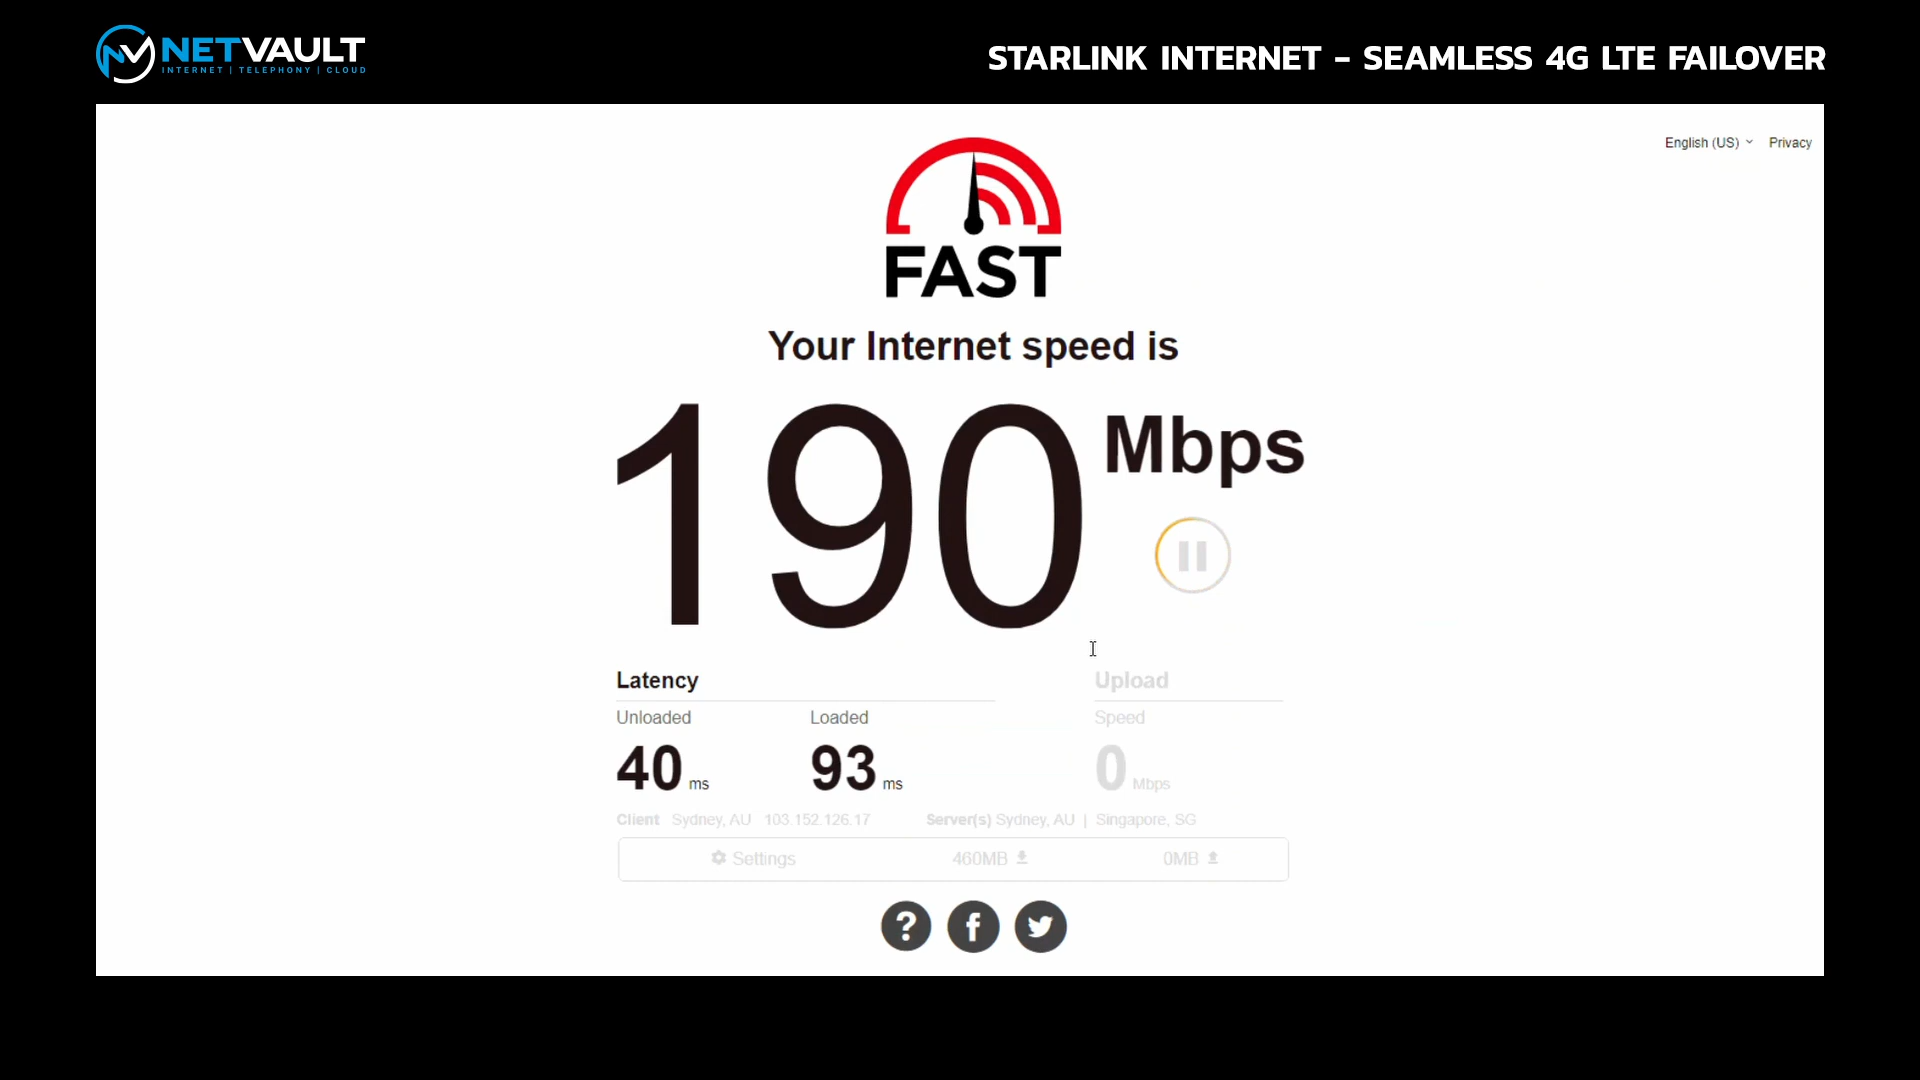 NETVAULT
INTERNET | TELEPHONY | CLOUD
STARLINK INTERNET - SEAMLESS 4G LTE FAILOVER
English (US) Privacy
FAST
Your Internet speed is
190 Mbps
Latency Upload
Unloaded Loaded Speed
40 ms 93 ms 0 Mbps
Client Sydney, AU 103.152.126.17 Server(s) Sydney, AU | Singapore, SG
Settings 460MB 0MB